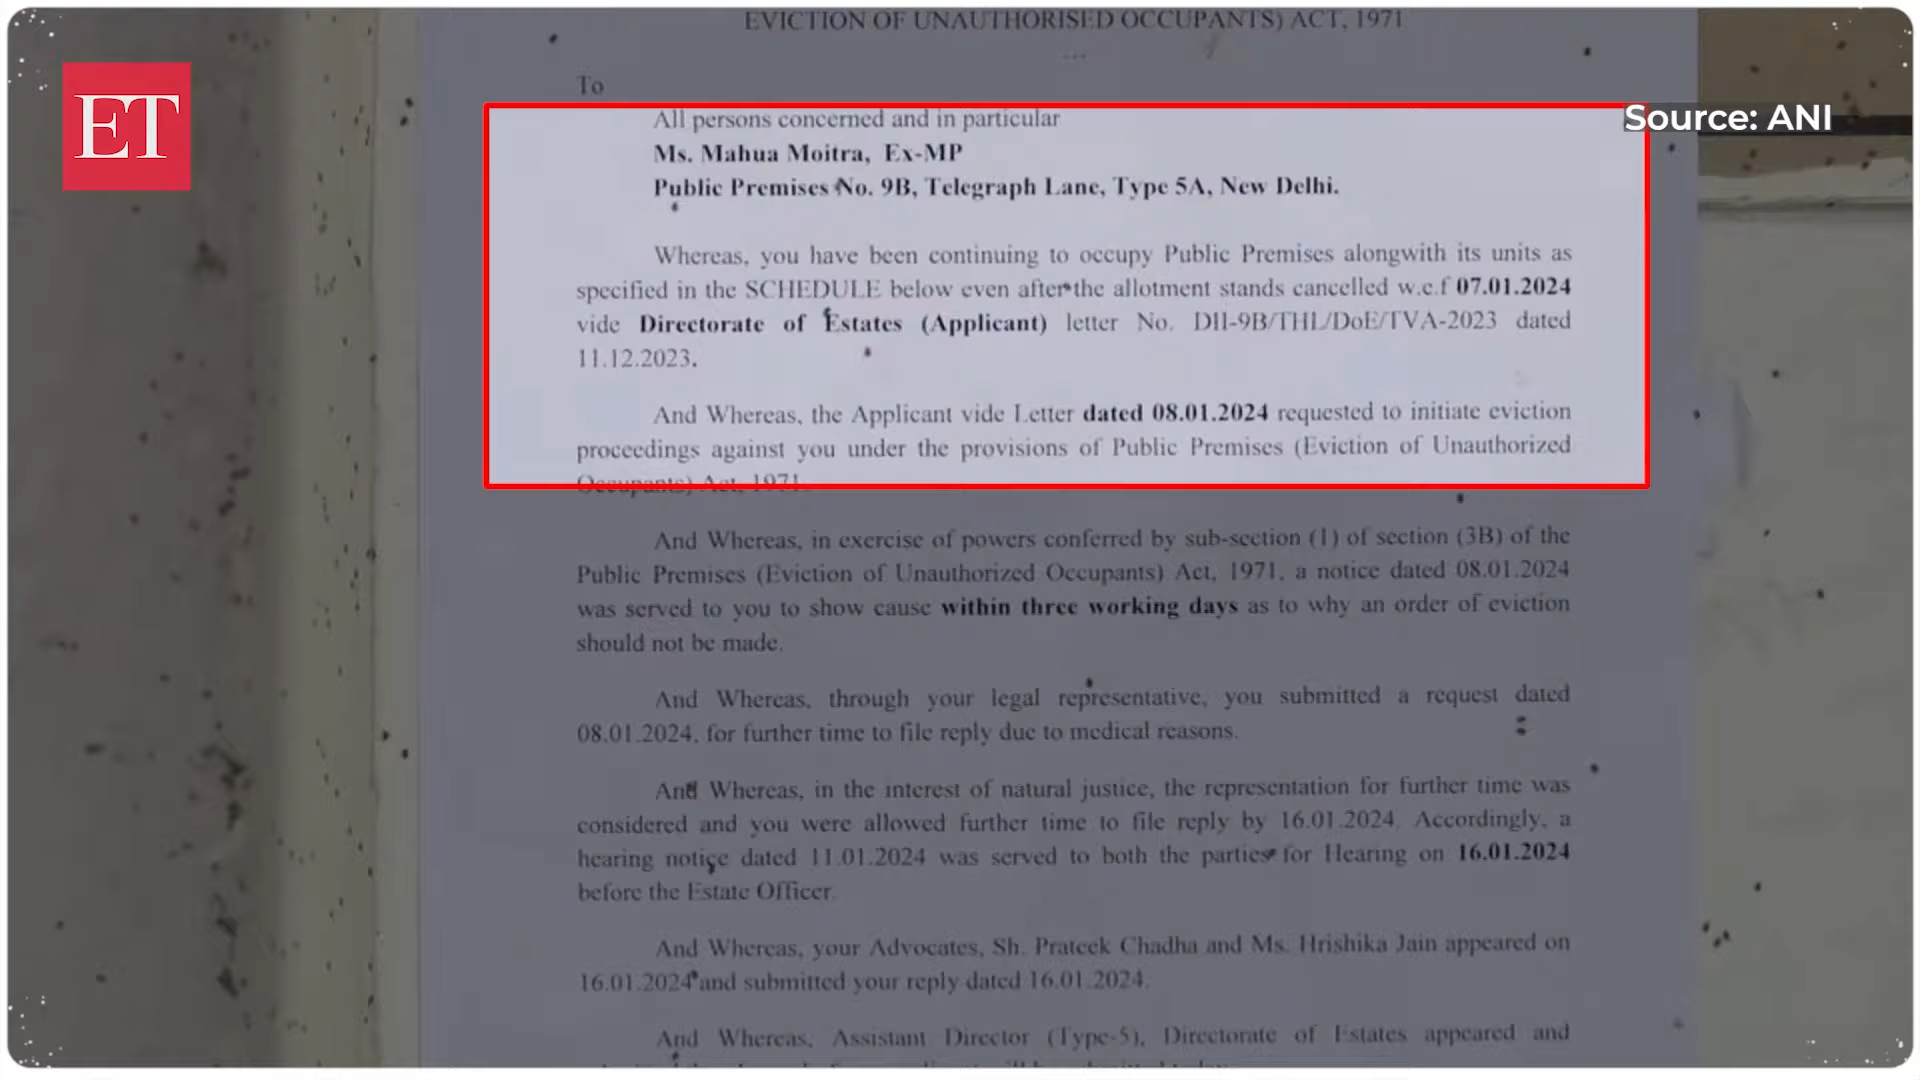 EVICTION OF UNAUTHORISED OCCUPANTS) ACT, 1971
...
To
ET
Source: ANI
All persons concerned and in particular
Ms. Mahua Moitra, Ex-MP
Public Premises No. 9B, Telegraph Lane, Type 5A, New Delhi.
Whereas, you have been continuing to occupy Public Premises alongwith its units as
specified in the SCHEDULE below even after the allotment stands cancelled w.e.f 07.01.2024
vide Directorate of Estates (Applicant) letter No. DII-9B/THL/DoE/TVA-2023 dated
11.12.2023.
And Whereas, the Applicant vide Letter dated 08.01.2024 requested to initiate eviction
proceedings against you under the provisions of Public Premises (Eviction of Unauthorized
Occupants) Act, 1971.
And Whereas, in exercise of powers conferred by sub-section (1) of section (3B) of the
Public Premises (Eviction of Unauthorized Occupants) Act, 1971, a notice dated 08.01.2024
was served to you to show cause within three working days as to why an order of eviction
should not be made.
And Whereas, through your legal representative, you submitted a request dated
08.01.2024, for further time to file reply due to medical reasons.
And Whereas, in the interest of natural justice, the representation for further time was
considered and you were allowed further time to file reply by 16.01.2024. Accordingly, a
hearing notice dated 11.01.2024 was served to both the parties for Hearing on 16.01.2024
before the Estate Officer.
And Whereas, your Advocates, Sh. Prateek Chadha and Ms. Hrishika Jain appeared on
16.01.2024 and submitted your reply dated 16.01.2024.
And Whereas, Assistant Director (Type-5), Directorate of Estates appeared and